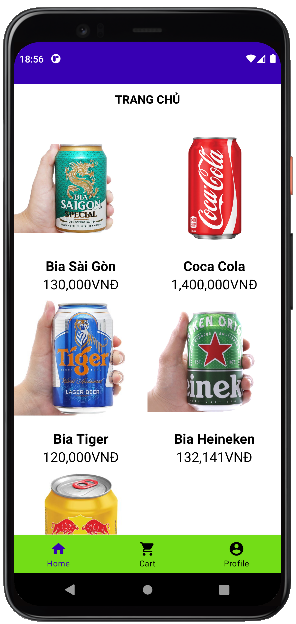 18:56
TRANG CHỦ
BIA
SAIGON
SPECIAL
Coca-Cola
Bia Sài Gòn
Coca Cola
130,000VNĐ
1,400,000VNĐ
Tiger
LAGER BEER
Bia Tiger
Bia Heineken
120,000VNĐ
132,141VNĐ
Home
Cart
Profile